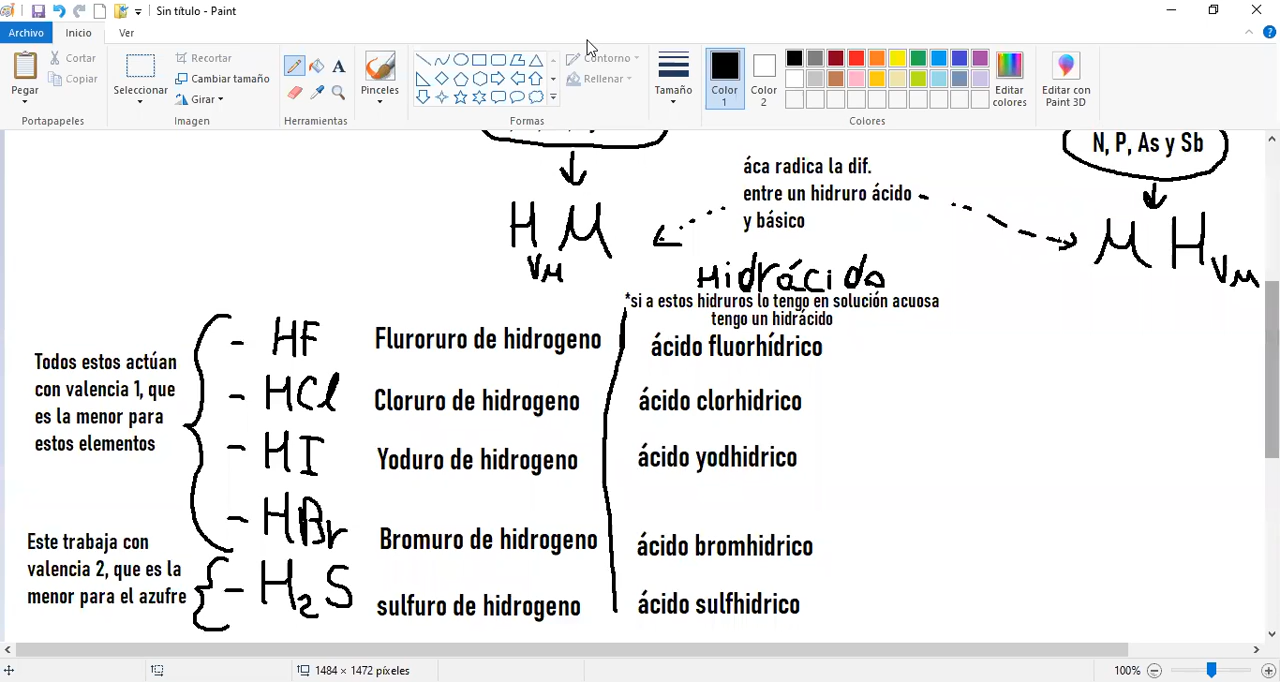 Sin título - Paint
Archivo
Inicio
Ver
Pegar
Cortar
Copiar
Portapapeles
Seleccionar
Recortar
Cambiar tamaño
Girar
Imagen
A
Herramientas
Pinceles
Contorno
Rellenar
Formas
Tamaño
Color
1
Color
2
Editar
colores
Editar con
Paint 3D
Colores
N, P, As y Sb
áca radica la dif.
entre un hidruro ácido
y básico
H M
VM
M H VM
Hidrácido
*si a estos hidruros lo tengo en solución acuosa
tengo un hidrácido
Todos estos actúan
con valencia 1, que
es la menor para
estos elementos
- HF Fluroruro de hidrogeno ácido fluorhídrico
- HCl Cloruro de hidrogeno ácido clorhidrico
- HI Yoduro de hidrogeno ácido yodhidrico
- HBr Bromuro de hidrogeno ácido bromhidrico
Este trabaja con
valencia 2, que es la
menor para el azufre
- H2S sulfuro de hidrogeno ácido sulfhidrico
1484 × 1472 píxeles
100%